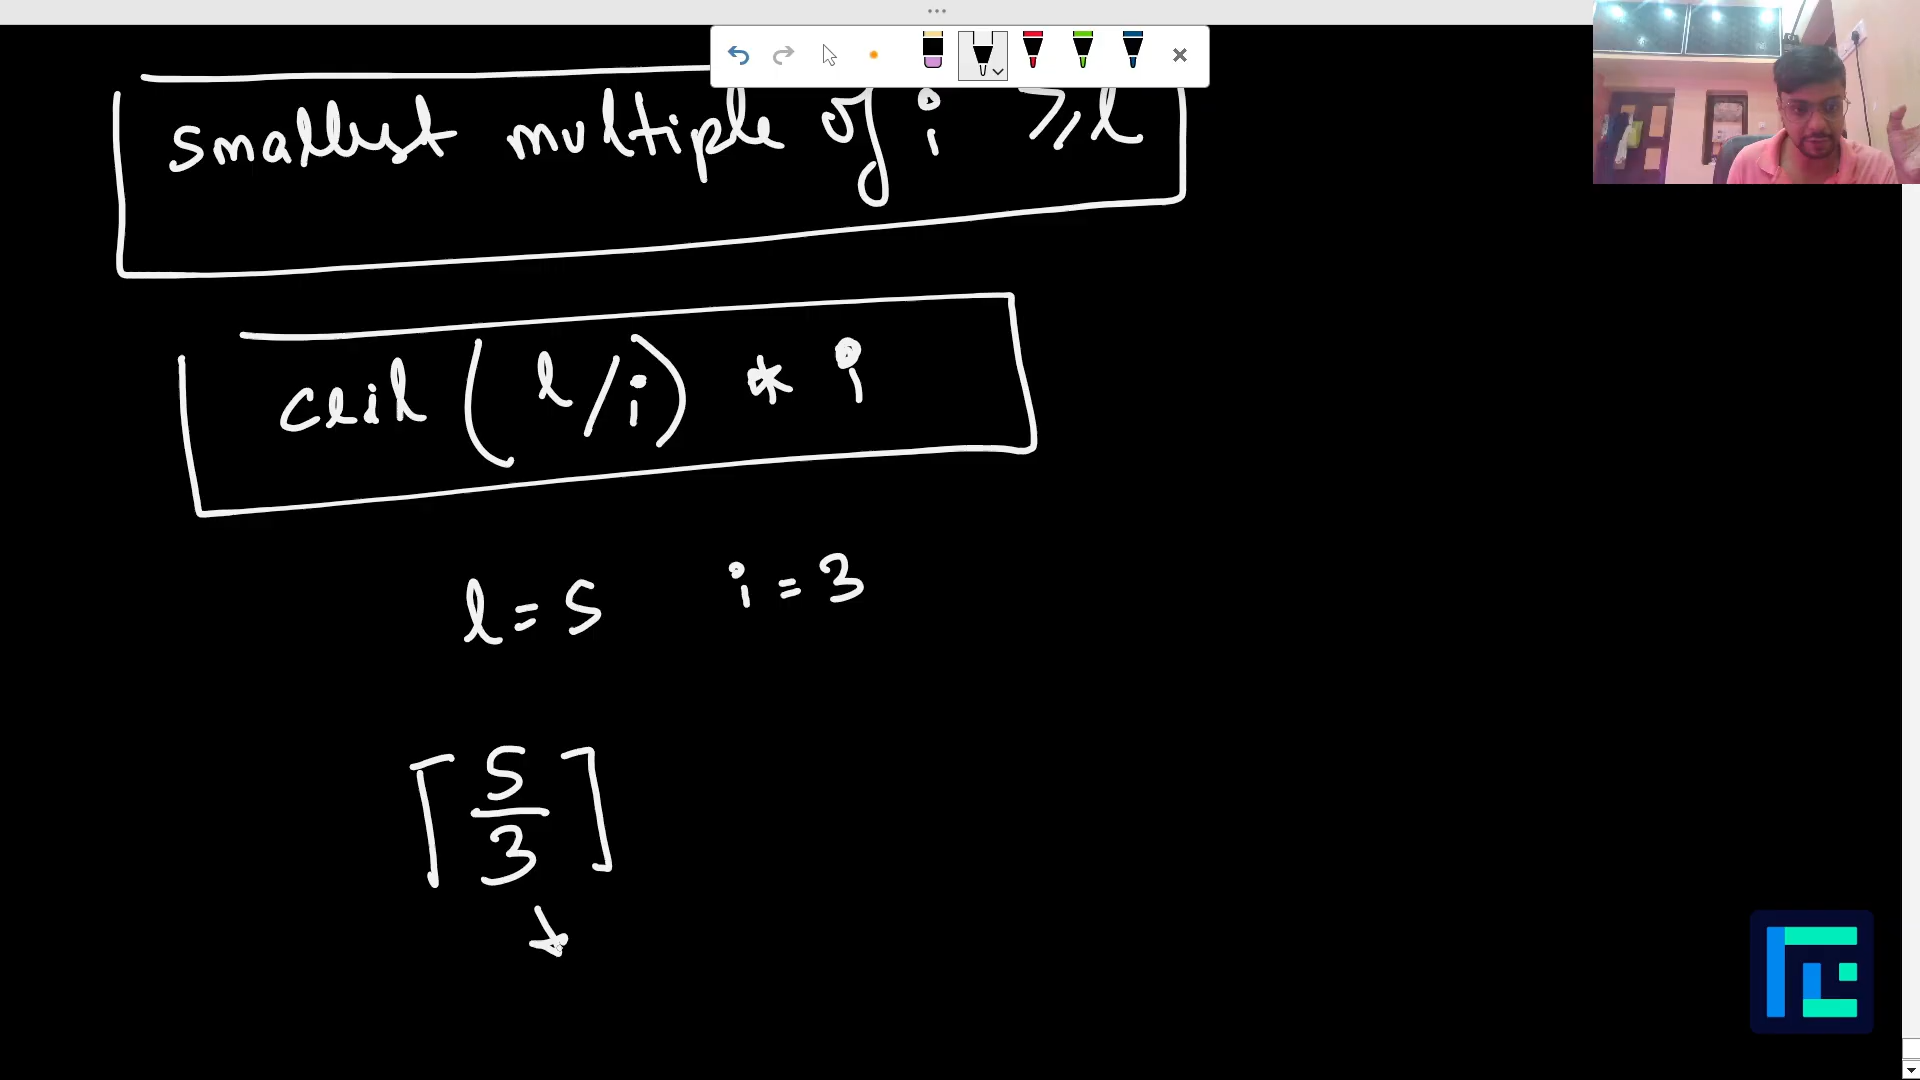 smallest multiple of i ⩾ l
ceil ( l/i ) * i
l = 5 i = 3
⌈ 5/3 ⌉